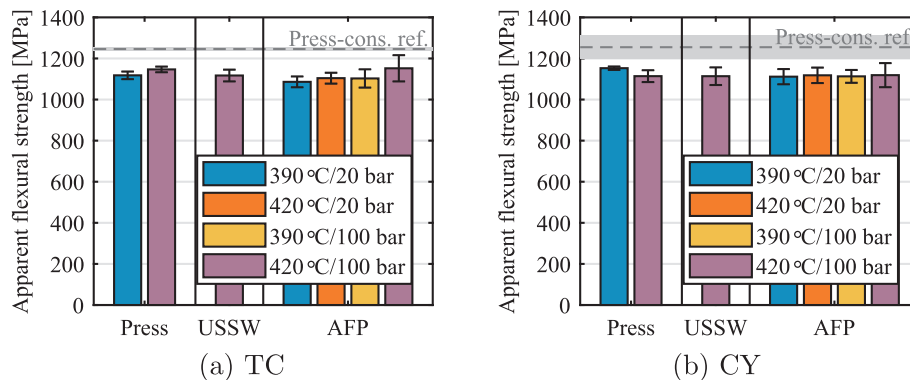 Apparent flexural strength [MPa]
1400
1200
1000
800
600
400
200
0
Press-cons. ref.
390 °C/20 bar
420 °C/20 bar
390 °C/100 bar
420 °C/100 bar
Press USSW AFP
(a) TC
Apparent flexural strength [MPa]
1400
1200
1000
800
600
400
200
0
Press-cons. ref
390 °C/20 bar
420 °C/20 bar
390 °C/100 bar
420 °C/100 bar
Press USSW AFP
(b) CY